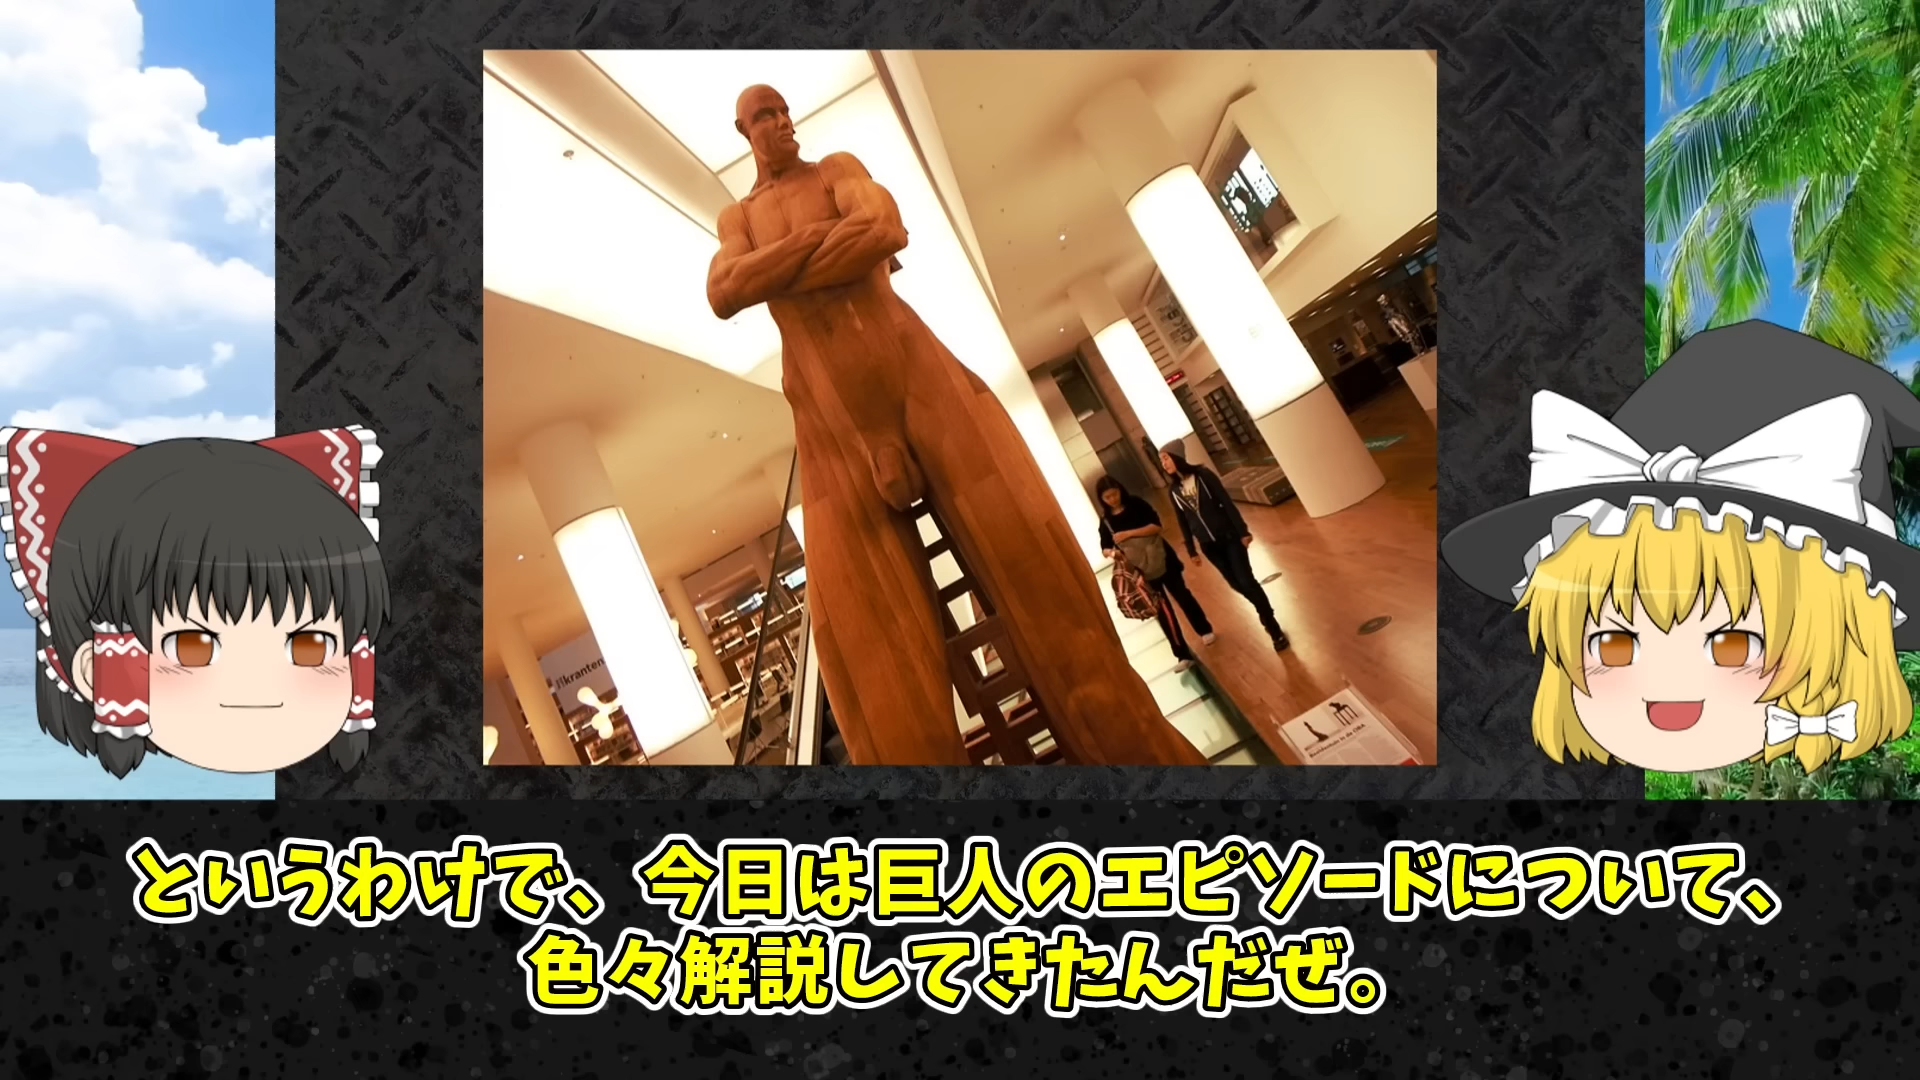 ikranten
というわけで、今日は巨人のエピソードについて、
色々解説してきたんだぜ。